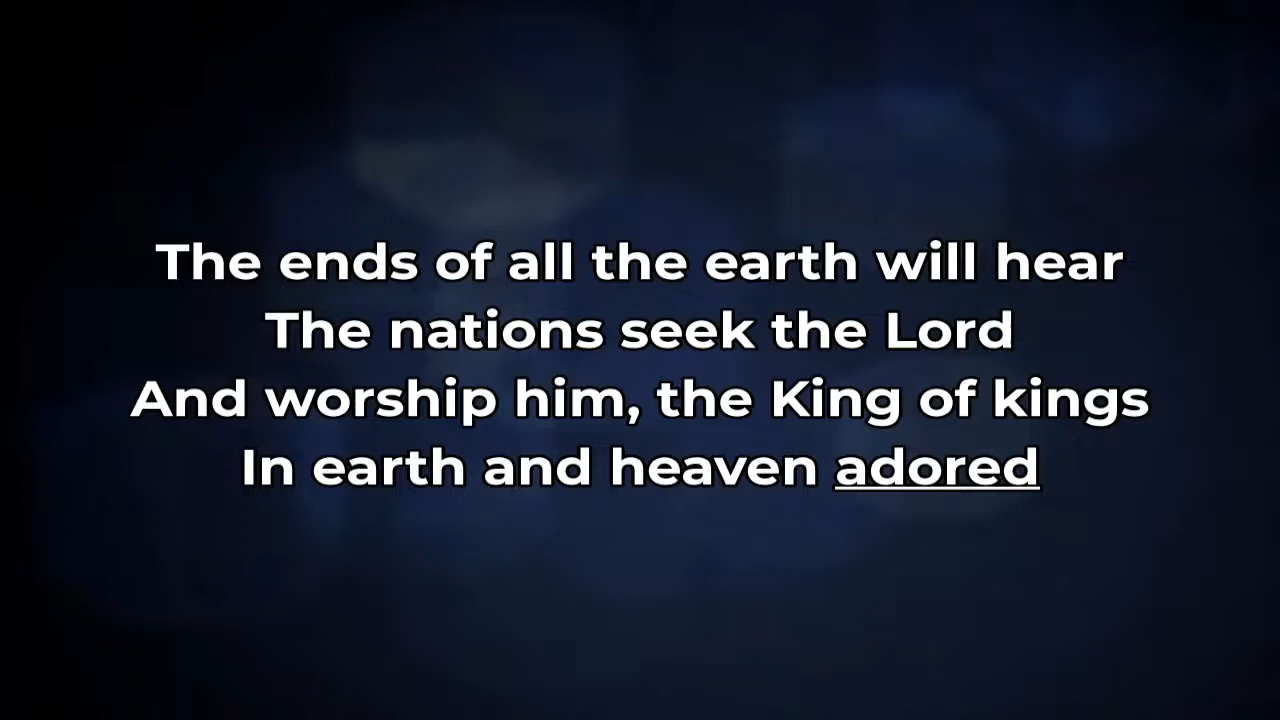 The ends of all the earth will hear
The nations seek the Lord
And worship him, the King of kings
In earth and heaven adored